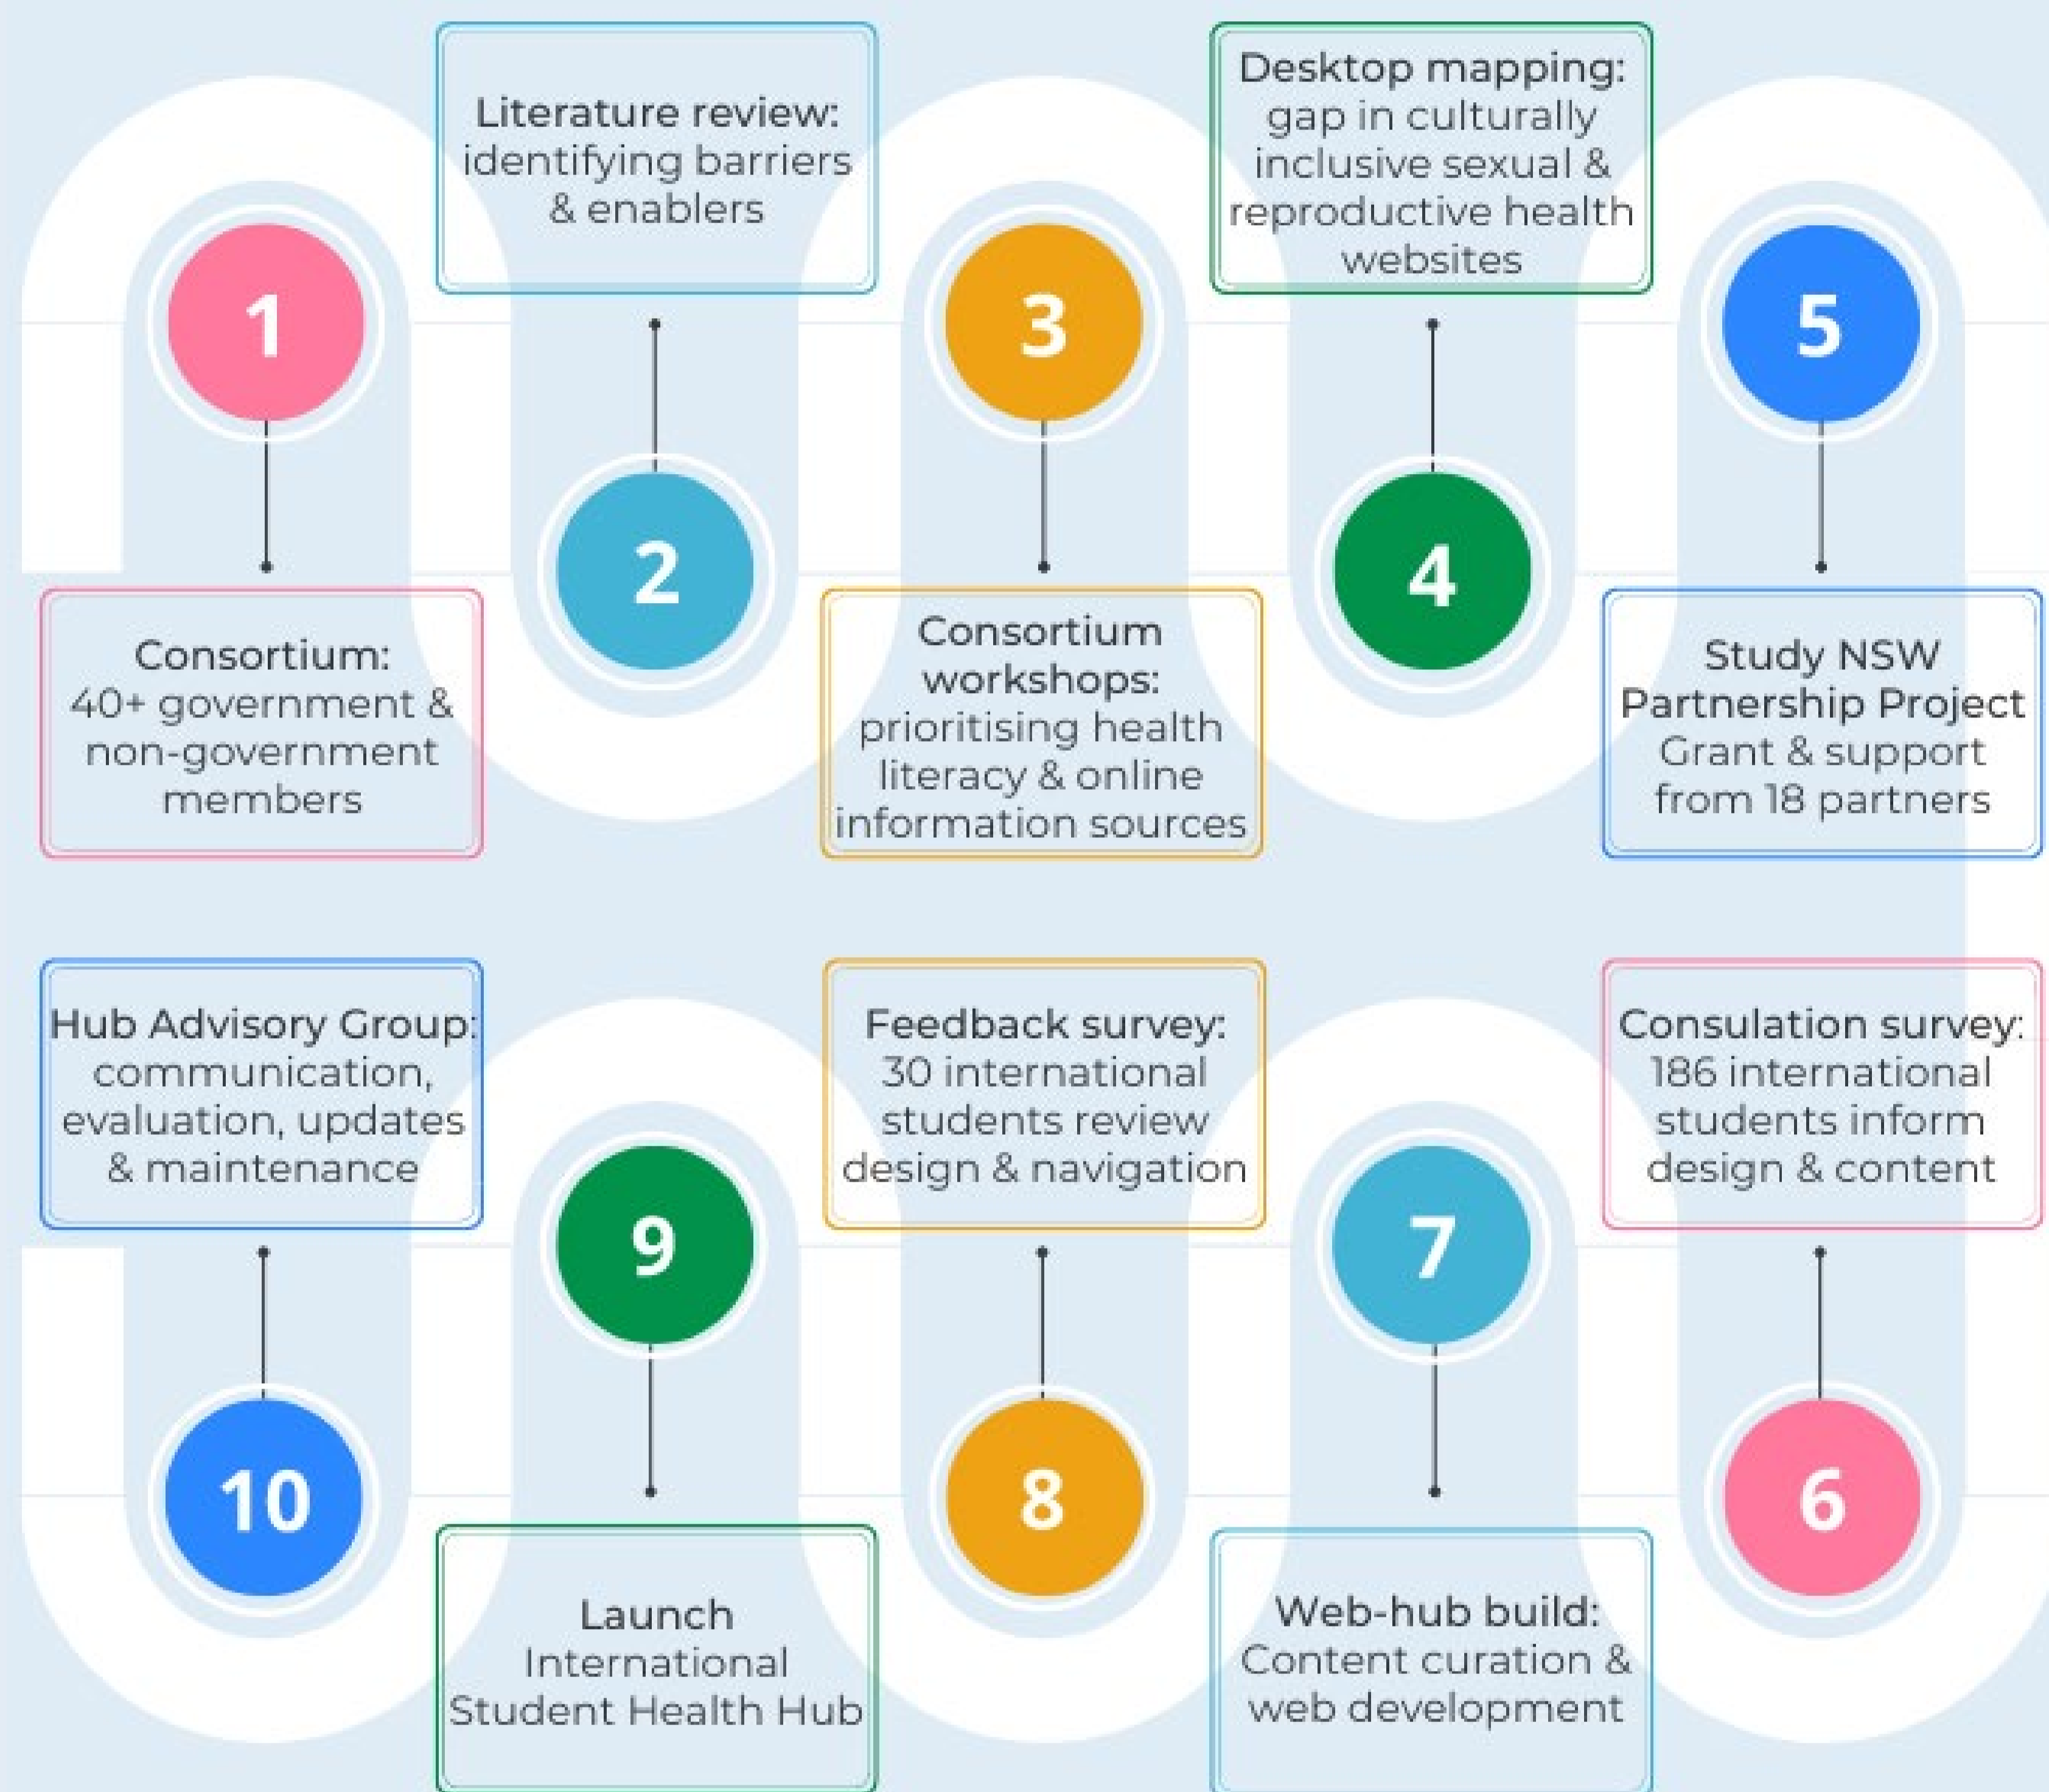 1
Consortium:
40+ government &
non-government
members
2
Literature review:
identifying barriers
& enablers
3
Consortium
workshops:
prioritising health
literacy & online
information sources
4
Desktop mapping:
gap in culturally
inclusive sexual &
reproductive health
websites
5
Study NSW
Partnership Project
Grant & support
from 18 partners
6
Consulation survey:
186 international
students inform
design & content
7
Web-hub build:
Content curation &
web development
8
Feedback survey:
30 international
students review
design & navigation
9
Launch
International
Student Health Hub
10
Hub Advisory Group:
communication,
evaluation, updates
& maintenance